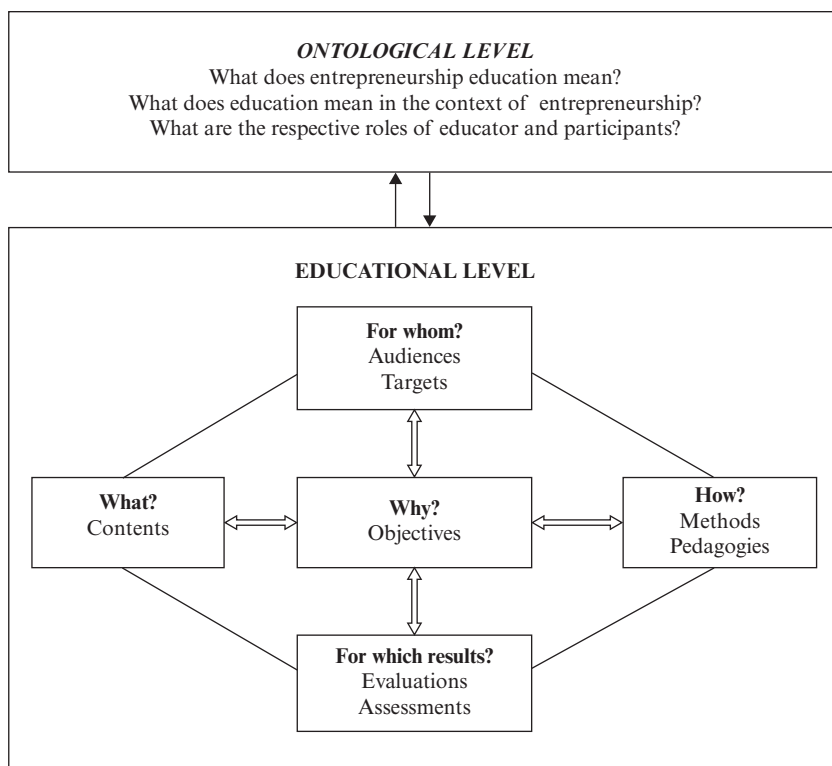 ONTOLOGICAL LEVEL
What does entrepreneurship education mean?
What does education mean in the context of entrepreneurship?
What are the respective roles of educator and participants?
EDUCATIONAL LEVEL
For whom?
Audiences
Targets
What?
Contents
Why?
Objectives
How?
Methods
Pedagogies
For which results?
Evaluations
Assessments